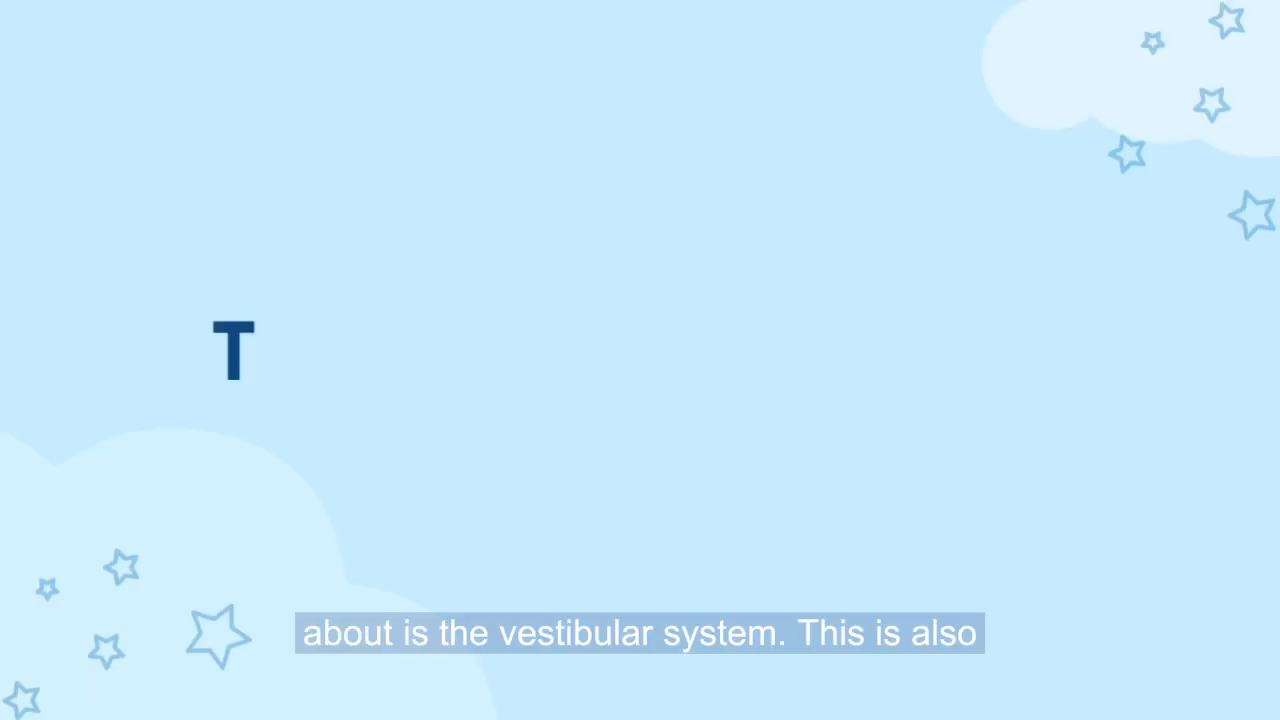 T
about is the vestibular system. This is also